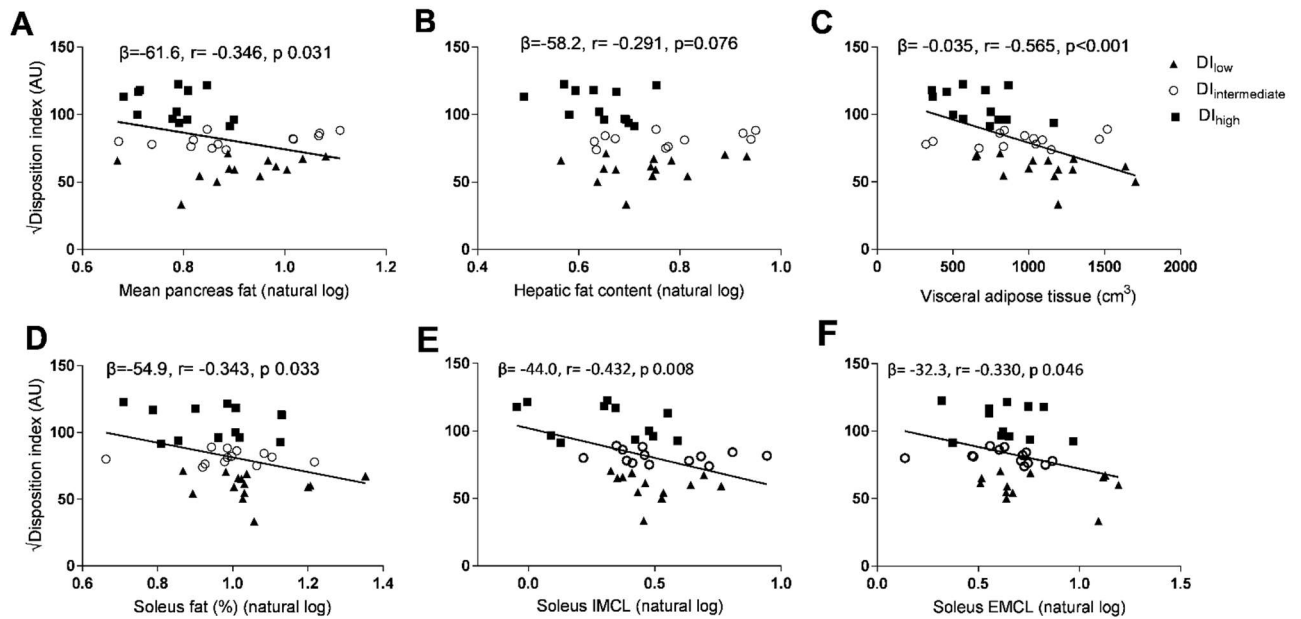 A
β=-61.6, r= -0.346, p 0.031
√Disposition index (AU)
150
100
50
0
0.6 0.8 1.0 1.2
Mean pancreas fat (natural log)
B
β=-58.2, r= -0.291, p=0.076
150
100
50
0
0.4 0.6 0.8 1.0
Hepatic fat content (natural log)
C
β= -0.035, r= -0.565, p<0.001
150
100
50
0
0 500 1000 1500 2000
Visceral adipose tissue (cm³)
DI low
DI intermediate
DI high
D
β=-54.9, r= -0.343, p 0.033
√Disposition index (AU)
150
100
50
0
0.6 0.8 1.0 1.2 1.4
Soleus fat (%) (natural log)
E
β= -44.0, r= -0.432, p 0.008
150
100
50
0
0.0 0.5 1.0
Soleus IMCL (natural log)
F
β= -32.3, r= -0.330, p 0.046
150
100
50
0
0.0 0.5 1.0 1.5
Soleus EMCL (natural log)